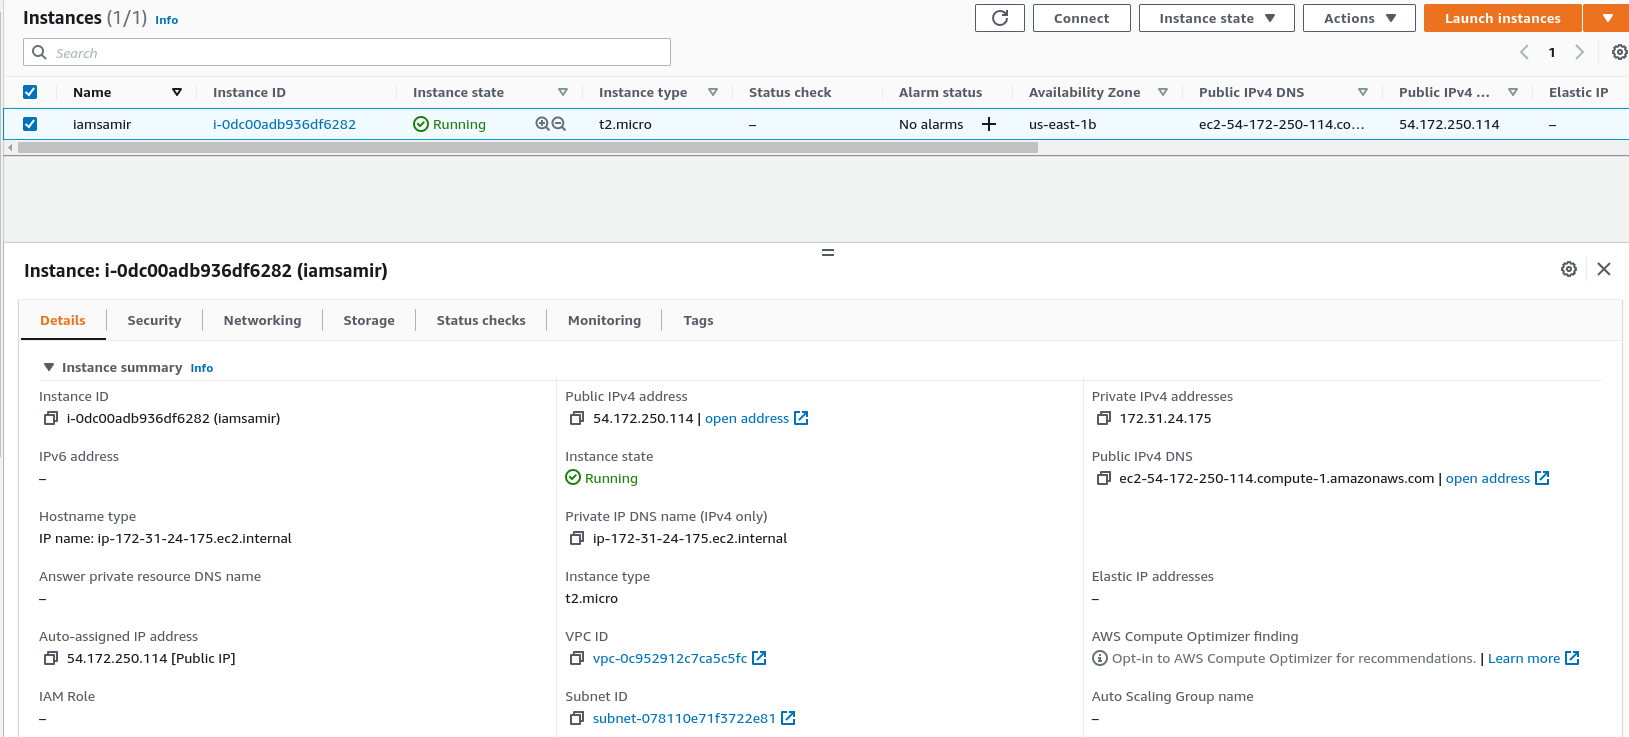 Instances (1/1) Info
Connect
Instance state
Actions
Launch instances
Search
1
Name Instance ID Instance state Instance type Status check Alarm status Availability Zone Public IPv4 DNS Public IPv4 ... Elastic IP
iamsamir i-0dc00adb936df6282 Running t2.micro – No alarms + us-east-1b ec2-54-172-250-114.co... 54.172.250.114 –
Instance: i-0dc00adb936df6282 (iamsamir)
Details Security Networking Storage Status checks Monitoring Tags
Instance summary Info
Instance ID
i-0dc00adb936df6282 (iamsamir)
Public IPv4 address
54.172.250.114 | open address
Private IPv4 addresses
172.31.24.175
IPv6 address
–
Instance state
Running
Public IPv4 DNS
ec2-54-172-250-114.compute-1.amazonaws.com | open address
Hostname type
IP name: ip-172-31-24-175.ec2.internal
Private IP DNS name (IPv4 only)
ip-172-31-24-175.ec2.internal
Answer private resource DNS name
–
Instance type
t2.micro
Elastic IP addresses
–
Auto-assigned IP address
54.172.250.114 [Public IP]
VPC ID
vpc-0c952912c7ca5c5fc
AWS Compute Optimizer finding
Opt-in to AWS Compute Optimizer for recommendations. | Learn more
IAM Role
–
Subnet ID
subnet-078110e71f3722e81
Auto Scaling Group name
–